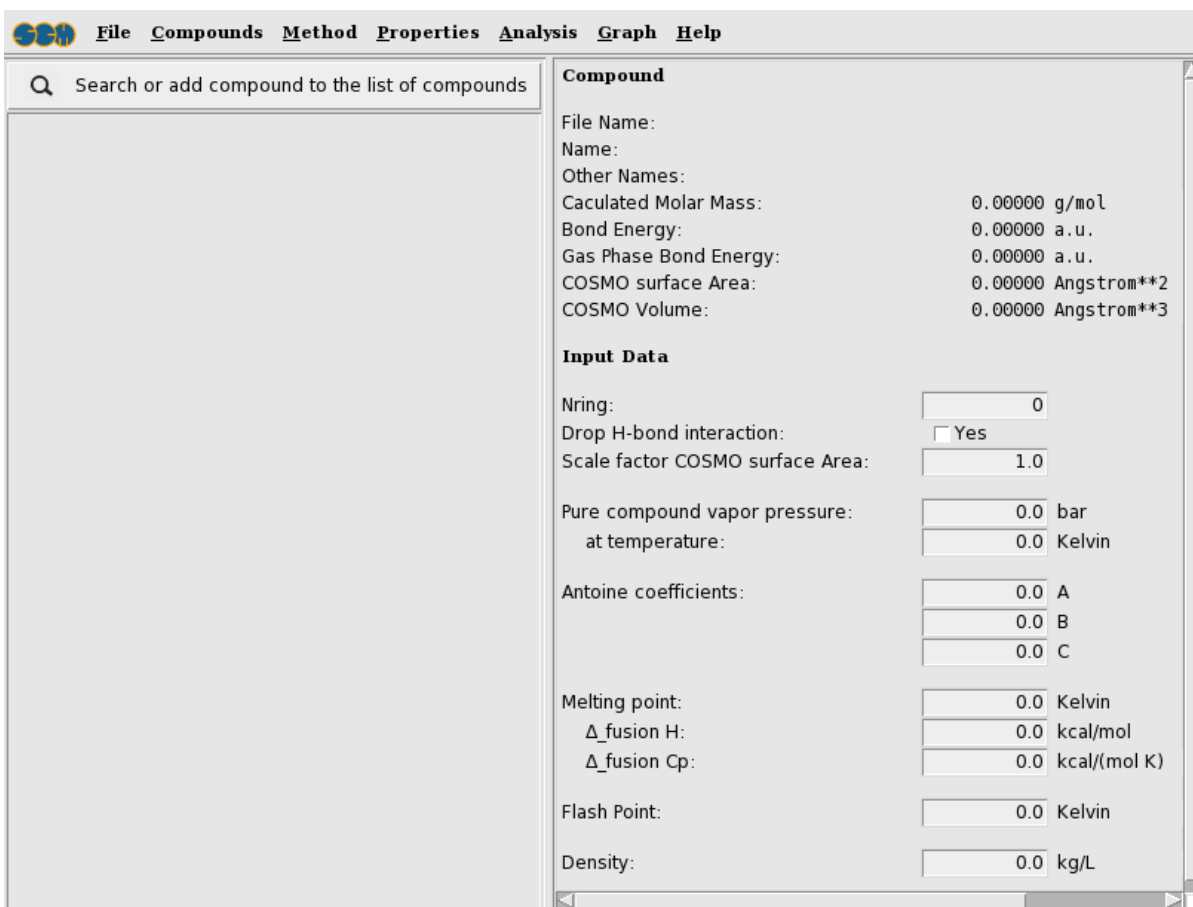 SCM File Compounds Method Properties Analysis Graph Help
Search or add compound to the list of compounds
Compound
File Name:
Name:
Other Names:
Caculated Molar Mass: 0.00000 g/mol
Bond Energy: 0.00000 a.u.
Gas Phase Bond Energy: 0.00000 a.u.
COSMO surface Area: 0.00000 Angstrom**2
COSMO Volume: 0.00000 Angstrom**3
Input Data
Nring: 0
Drop H-bond interaction: Yes
Scale factor COSMO surface Area: 1.0
Pure compound vapor pressure: 0.0 bar
at temperature: 0.0 Kelvin
Antoine coefficients: 0.0 A
0.0 B
0.0 C
Melting point: 0.0 Kelvin
Δ_fusion H: 0.0 kcal/mol
Δ_fusion Cp: 0.0 kcal/(mol K)
Flash Point: 0.0 Kelvin
Density: 0.0 kg/L